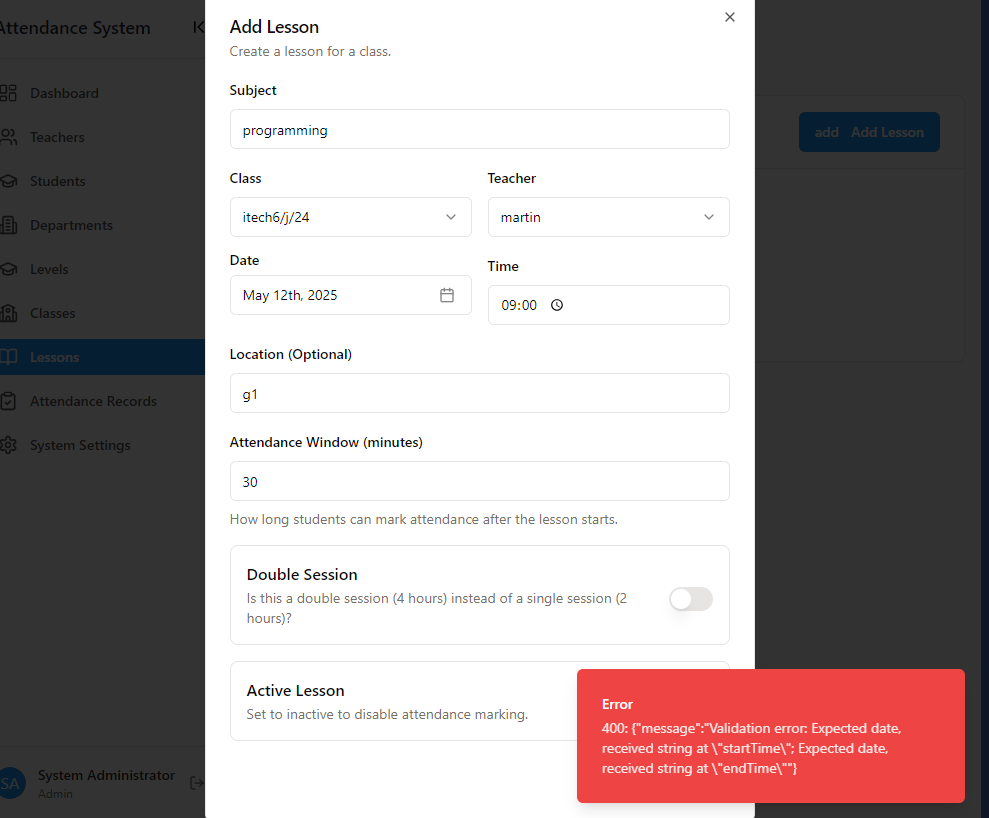 Attendance System
Dashboard
Teachers
Students
Departments
Levels
Classes
Lessons
Attendance Records
System Settings
SA
System Administrator
Admin
add Add Lesson
Add Lesson
Create a lesson for a class.
Subject
programming
Class
Teacher
itech6/j/24
martin
Date
Time
May 12th, 2025
09:00
Location (Optional)
g1
Attendance Window (minutes)
30
How long students can mark attendance after the lesson starts.
Double Session
Is this a double session (4 hours) instead of a single session (2
hours)?
Active Lesson
Set to inactive to disable attendance marking.
Error
400: {"message":"Validation error: Expected date,
received string at \"startTime\"; Expected date,
received string at \"endTime\""}